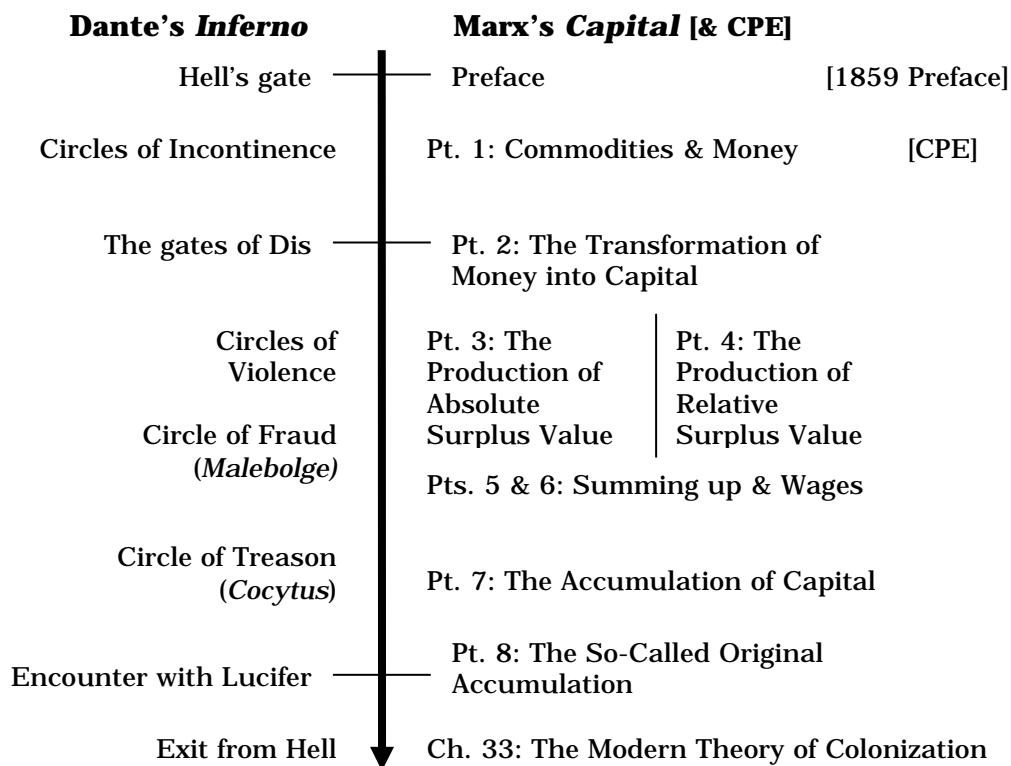 Dante's Inferno
Marx's Capital [& CPE]
Hell's gate
Preface
[1859 Preface]
Circles of Incontinence
Pt. 1: Commodities & Money
[CPE]
The gates of Dis
Pt. 2: The Transformation of
Money into Capital
Circles of
Violence
Pt. 3: The
Production of
Absolute
Surplus Value
Pt. 4: The
Production of
Relative
Surplus Value
Circle of Fraud
(Malebolge)
Pts. 5 & 6: Summing up & Wages
Circle of Treason
(Cocytus)
Pt. 7: The Accumulation of Capital
Encounter with Lucifer
Pt. 8: The So-Called Original
Accumulation
Exit from Hell
Ch. 33: The Modern Theory of Colonization